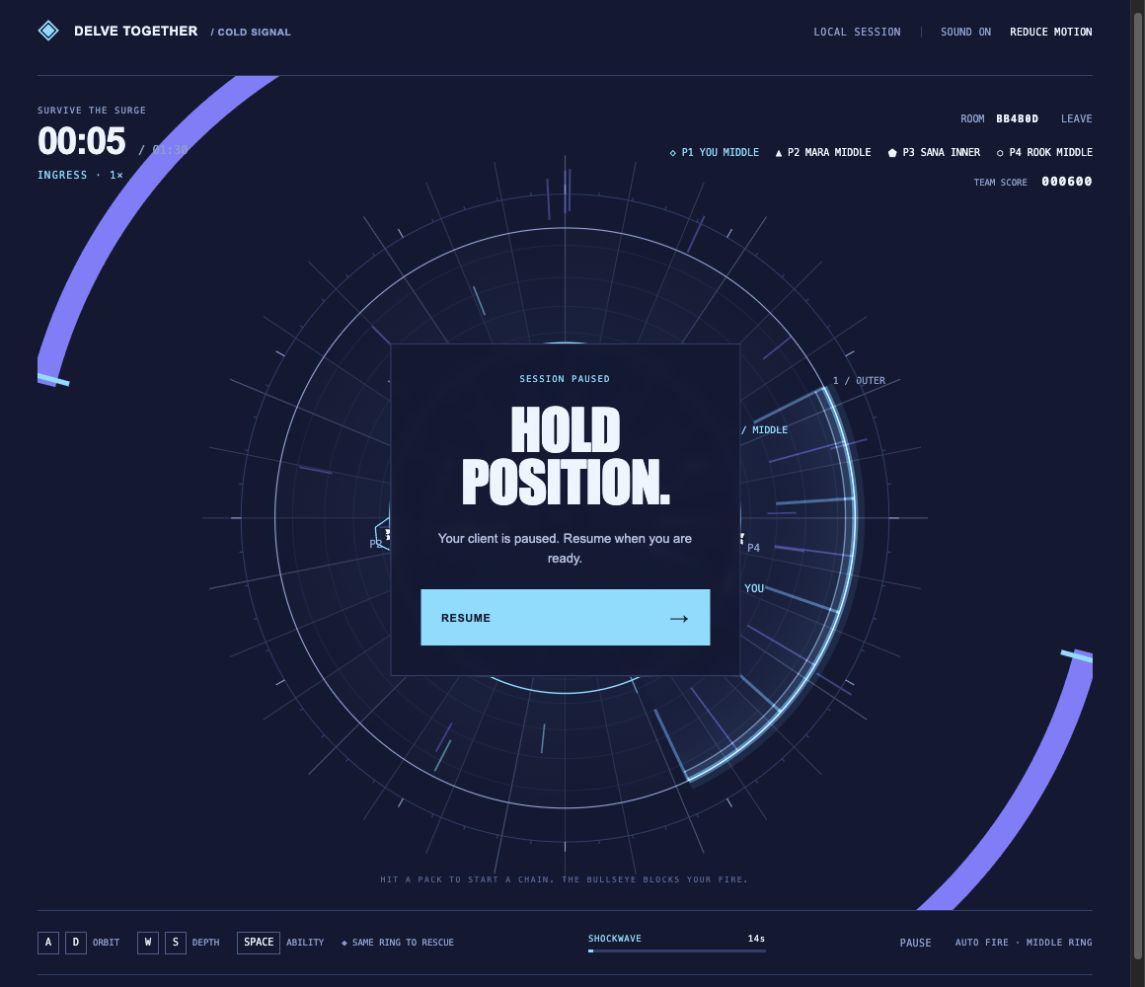 DELVE TOGETHER / COLD SIGNAL
LOCAL SESSION SOUND ON REDUCE MOTION
SURVIVE THE SURGE
00:05 / 01:30
INGRESS · 1×
ROOM BB4B0D LEAVE
◇ P1 YOU MIDDLE ▲ P2 MARA MIDDLE ⬟ P3 SANA INNER ○ P4 ROOK MIDDLE
TEAM SCORE 000600
1 / OUTER
/ MIDDLE
SESSION PAUSED
HOLD
POSITION.
Your client is paused. Resume when you are
ready.
P2
P4
YOU
RESUME →
HIT A PACK TO START A CHAIN. THE BULLSEYE BLOCKS YOUR FIRE.
A D ORBIT W S DEPTH SPACE ABILITY ◆ SAME RING TO RESCUE
SHOCKWAVE 14s
PAUSE AUTO FIRE · MIDDLE RING